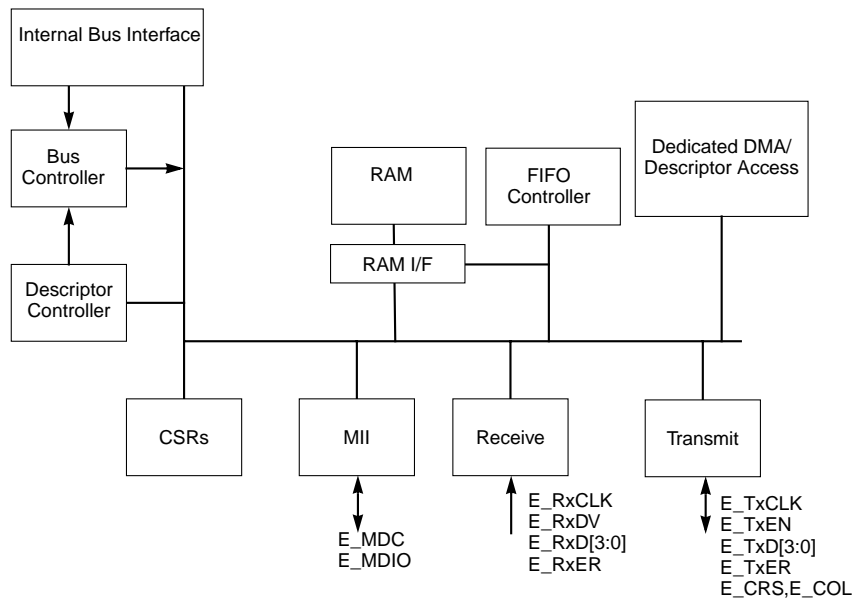 Internal Bus Interface
Bus
Controller
Descriptor
Controller
RAM
RAM I/F
FIFO
Controller
Dedicated DMA/
Descriptor Access
CSRs
MII
Receive
Transmit
E_MDC
E_MDIO
E_RxCLK
E_RxDV
E_RxD[3:0]
E_RxER
E_TxCLK
E_TxEN
E_TxD[3:0]
E_TxER
E_CRS,E_COL